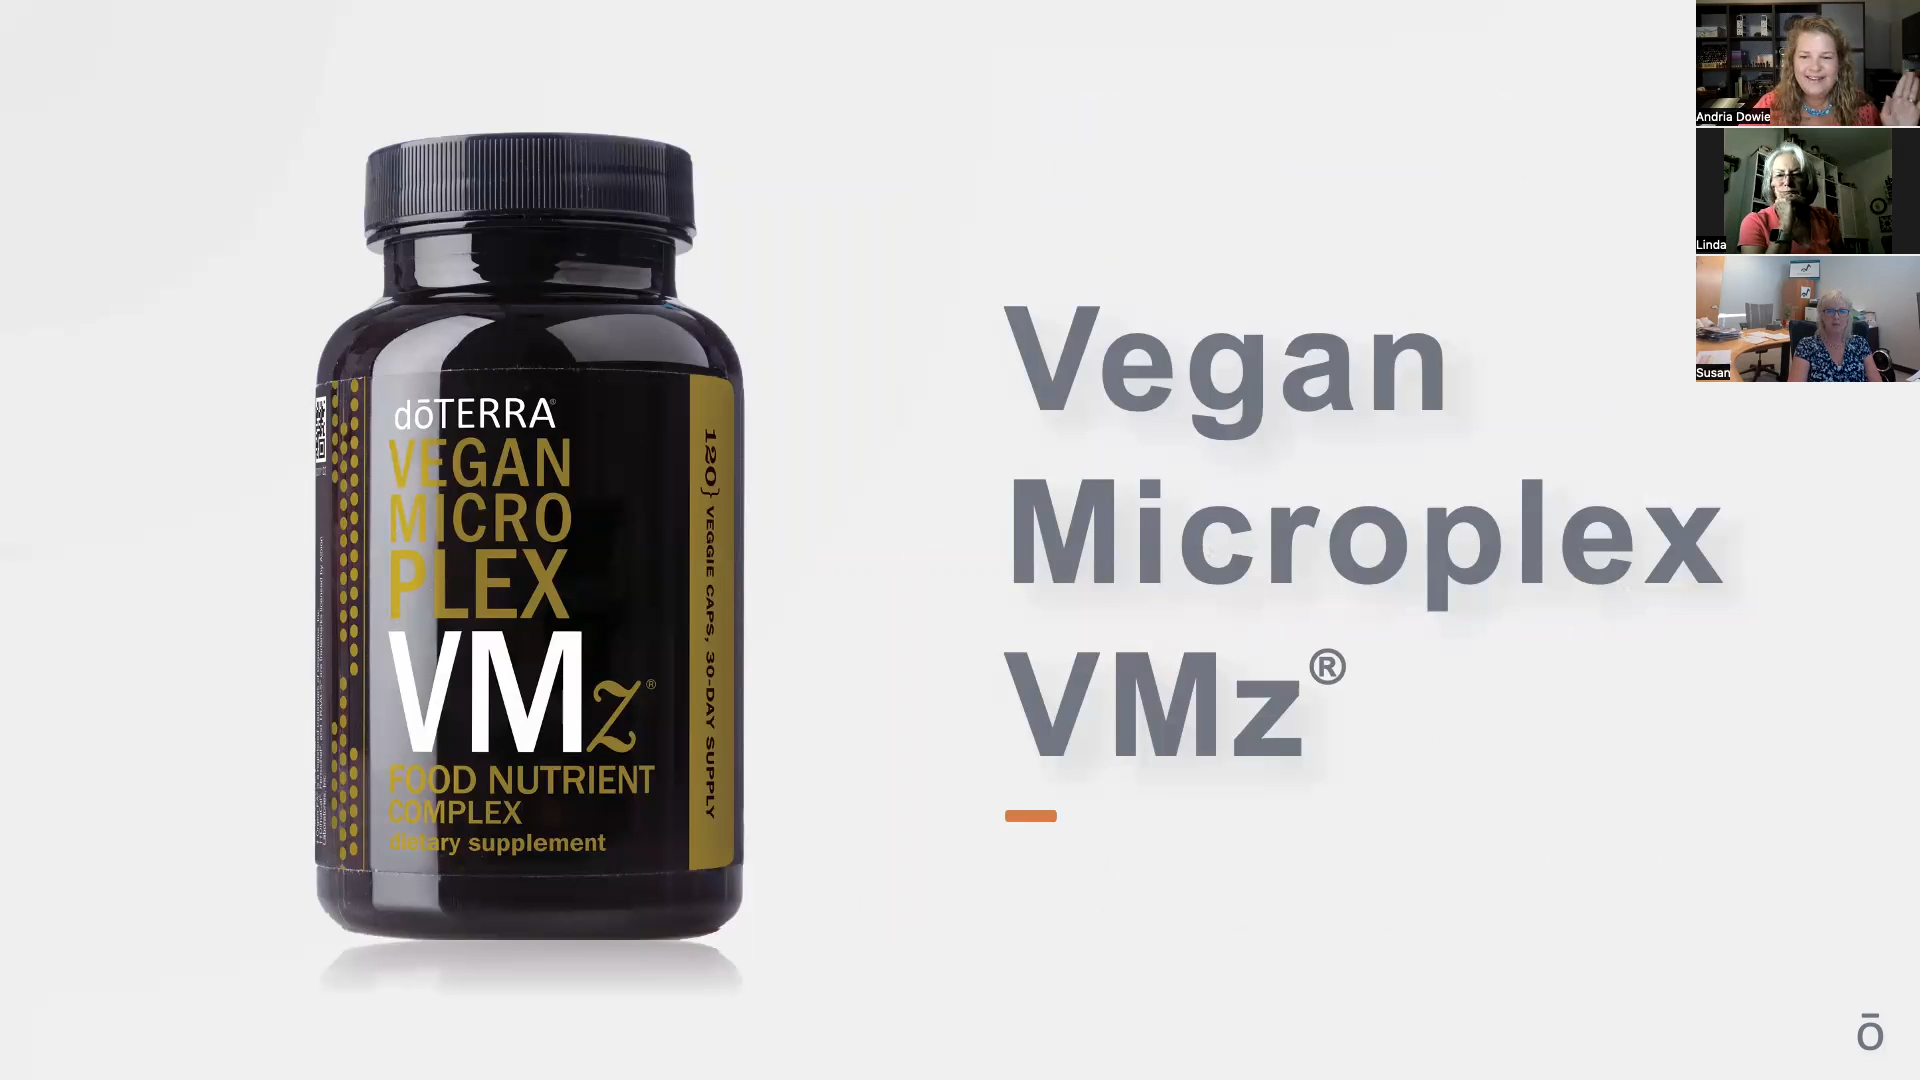 dōTERRA®
VEGAN
MICRO
PLEX
VMz®
FOOD NUTRIENT
COMPLEX
dietary supplement
120} VEGGIE CAPS, 30-DAY SUPPLY
Vegan
Microplex
VMz®
Andria Dowie
Linda
Susan
ō